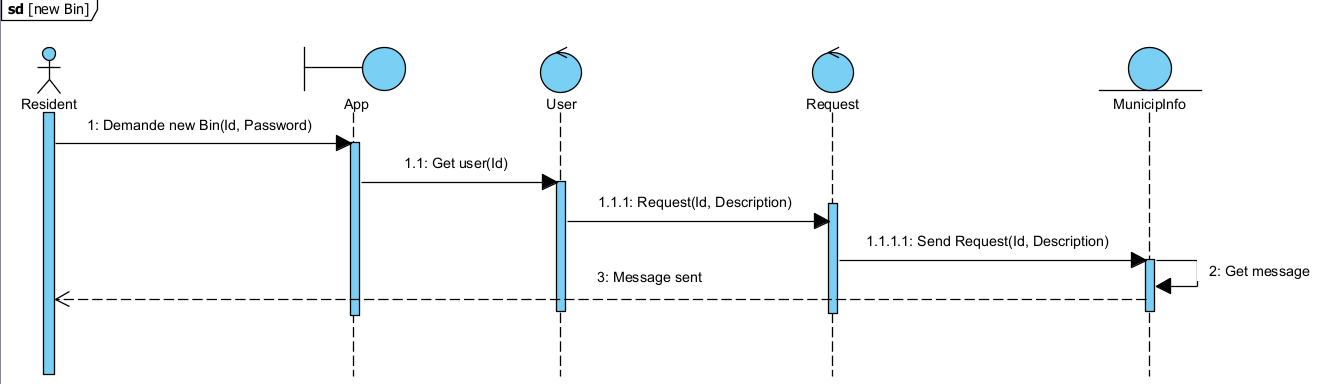 sd [new Bin]
Resident
App
User
Request
MunicipInfo
1: Demande new Bin(Id, Password)
1.1: Get user(Id)
1.1.1: Request(Id, Description)
1.1.1.1: Send Request(Id, Description)
2: Get message
3: Message sent